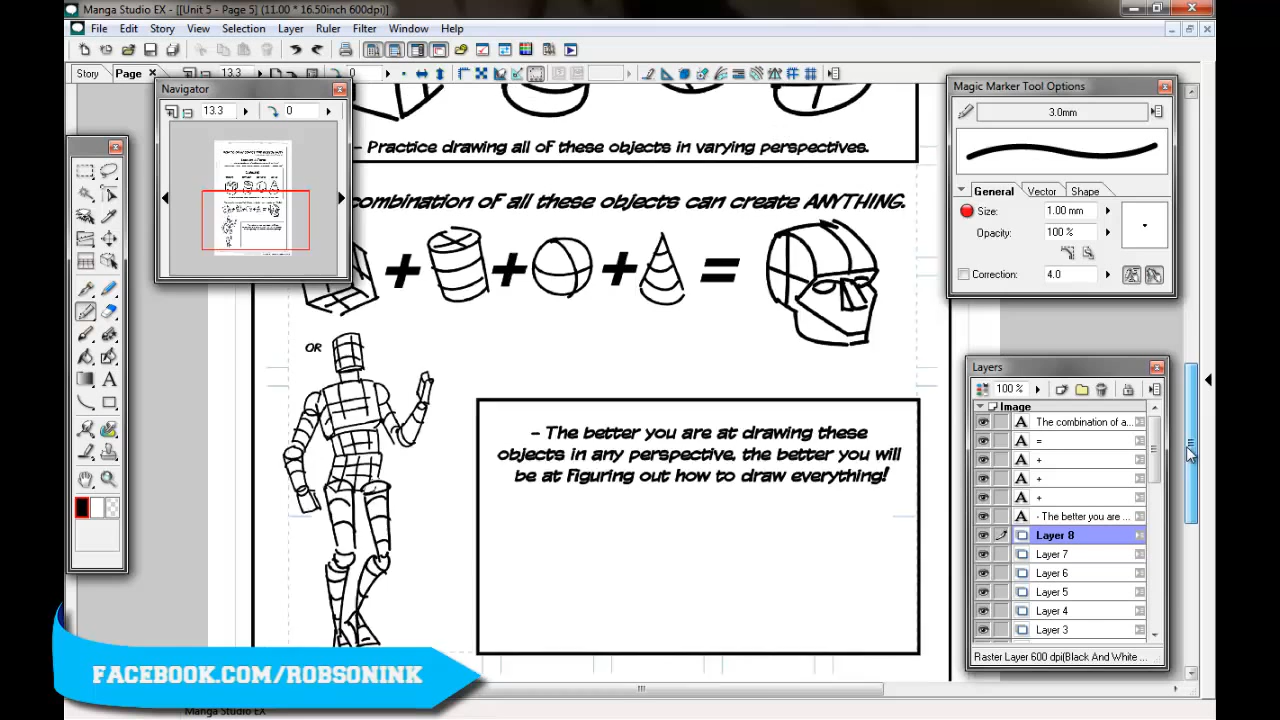 Manga Studio EX - [[Unit 5 - Page 5] (11.00 * 16.50inch 600dpi)]
File Edit Story View Selection Layer Ruler Filter Window Help
Story Page 13.3 0
Navigator
13.3 0
- Practice drawing all of these objects in varying perspectives.
combination of all these objects can create ANYTHING.
+ + + =
OR
- The better you are at drawing these
objects in any perspective, the better you will
be at figuring out how to draw everything!
Magic Marker Tool Options
3.0mm
General Vector Shape
Size: 1.00 mm
Opacity: 100 %
Correction: 4.0
Layers
100 %
Image
The combination of a...
=
+
+
+
- The better you are ...
Layer 8
Layer 7
Layer 6
Layer 5
Layer 4
Layer 3
Raster Layer 600 dpi(Black And White ...
FACEBOOK.COM/ROBSONINK
Manga Studio EX